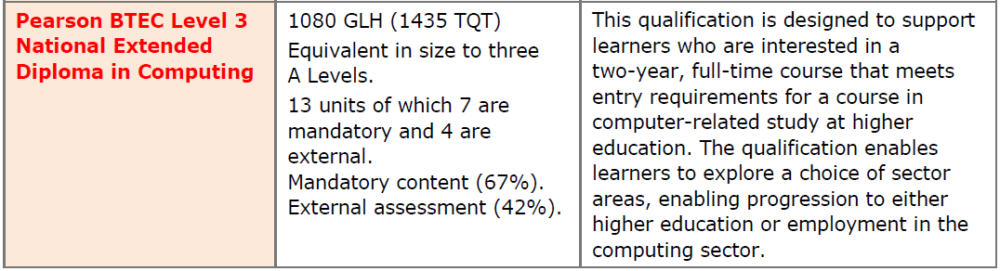 Pearson BTEC Level 3
National Extended
Diploma in Computing
1080 GLH (1435 TQT)
Equivalent in size to three
A Levels.
13 units of which 7 are
mandatory and 4 are
external.
Mandatory content (67%).
External assessment (42%).
This qualification is designed to support
learners who are interested in a
two-year, full-time course that meets
entry requirements for a course in
computer-related study at higher
education. The qualification enables
learners to explore a choice of sector
areas, enabling progression to either
higher education or employment in the
computing sector.